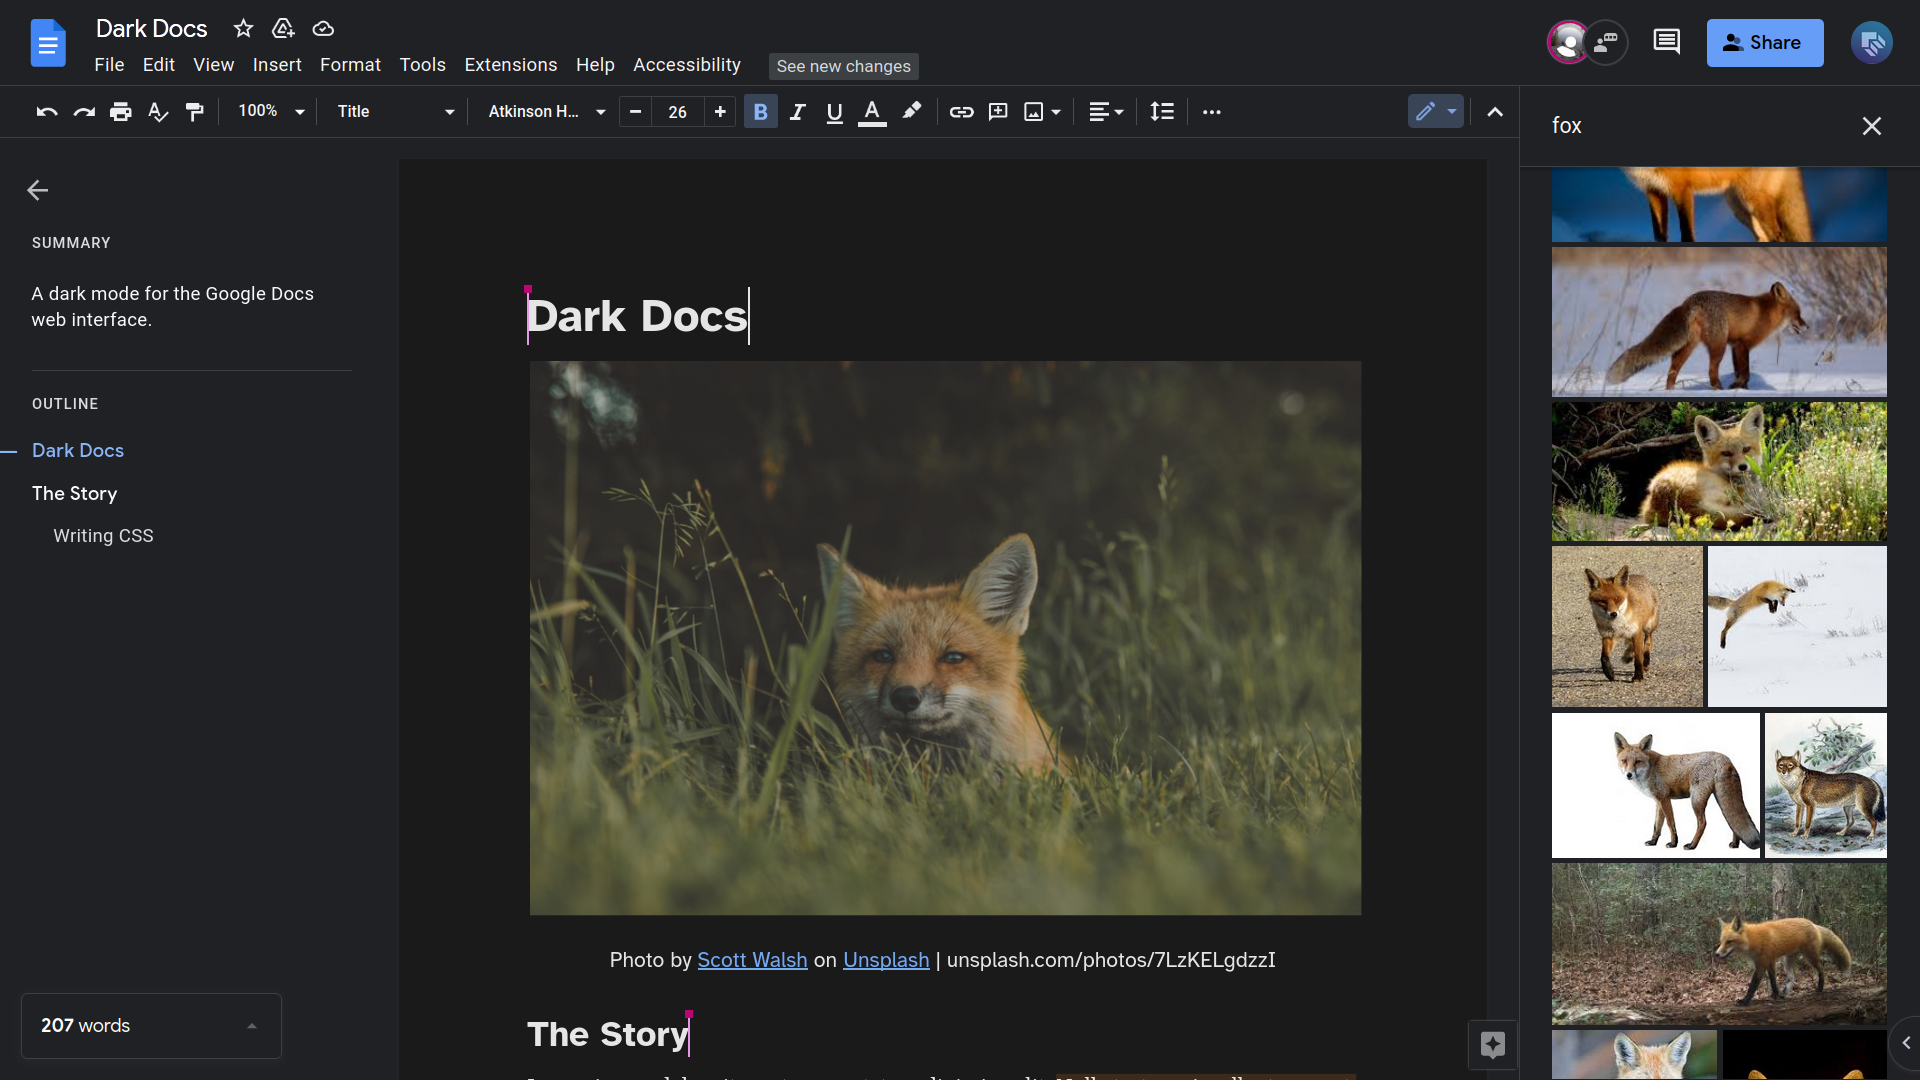 Dark Docs
File Edit View Insert Format Tools Extensions Help Accessibility
See new changes
Share
100%
Title
Atkinson H...
26
B I U A
fox
SUMMARY
A dark mode for the Google Docs
web interface.
OUTLINE
Dark Docs
The Story
Writing CSS
207 words
Dark Docs
Photo by Scott Walsh on Unsplash | unsplash.com/photos/7LzKELgdzzI
The Story